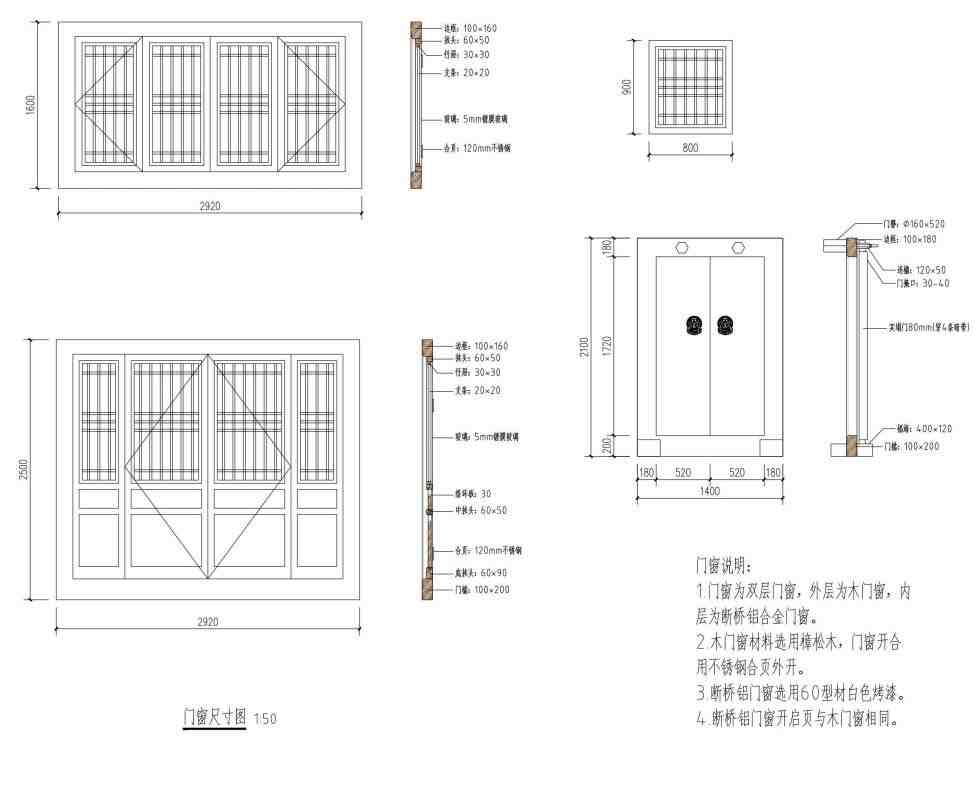 1600
2920
边框：100×160
抹头：60×50
仔屉：30×30
支条：20×20
玻璃：5mm镀膜玻璃
合页：120mm不锈钢
900
800
180
1720
2100
200
180
520
520
180
1400
门簪：Φ160×520
边框：100×180
连楹：120×50
30-40
实塌门80mm(穿4条暗带)
400×120
门槛：100×200
2500
2920
边框：100×160
抹头：60×50
仔屉：30×30
支条：20×20
玻璃：5mm镀膜玻璃
绦环板：30
中抹头：60×50
合页：120mm不锈钢
底抹头：60×90
门槛：100×200
门窗说明：
1.门窗为双层门窗，外层为木门窗，内
层为断桥铝合金门窗。
2.木门窗材料选用樟松木，门窗开合
用不锈钢合页外开。
3.断桥铝门窗选用60型材白色烤漆。
4.断桥铝门窗开启页与木门窗相同。
门窗尺寸图 1:50